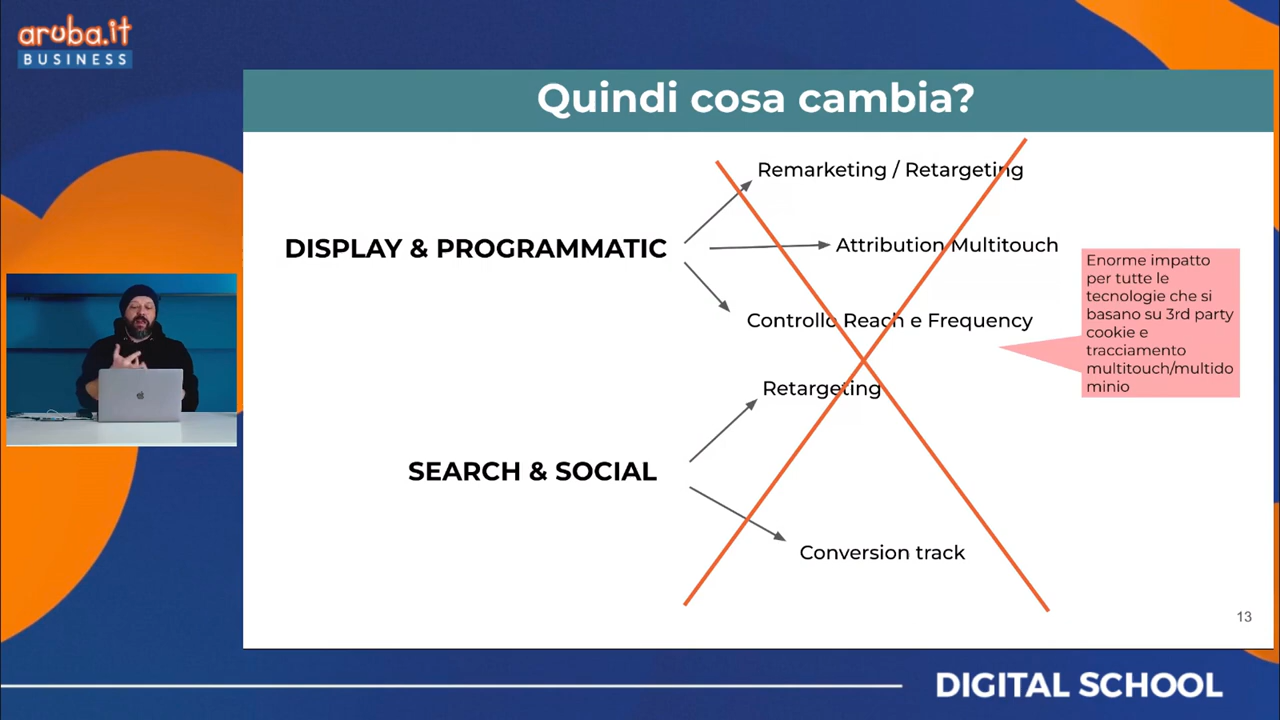 aruba.it
BUSINESS
Quindi cosa cambia?
Remarketing / Retargeting
DISPLAY & PROGRAMMATIC
Attribution Multitouch
Controllo Reach e Frequency
Enorme impatto
per tutte le
tecnologie che si
basano su 3rd party
cookie e
tracciamento
multitouch/multido
minio
Retargeting
SEARCH & SOCIAL
Conversion track
13
DIGITAL SCHOOL